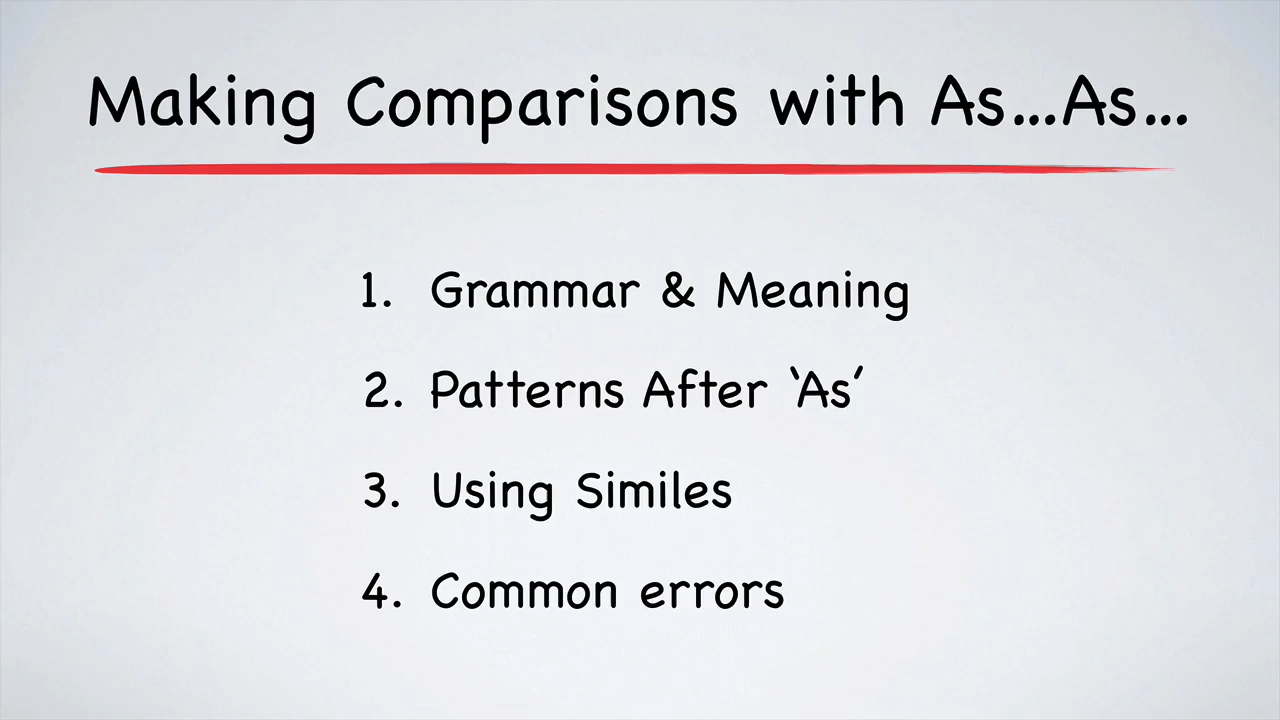 Making Comparisons with As...As...
1. Grammar & Meaning
2. Patterns After ‘As’
3. Using Similes
4. Common errors